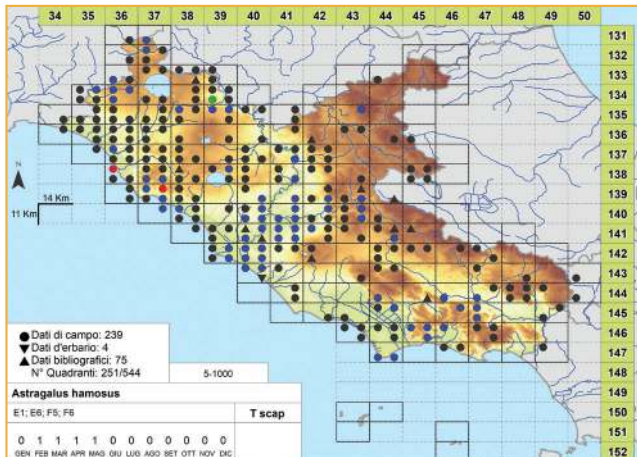 34 35 36 37 38 39 40 41 42 43 44 45 46 47 48 49 50
131
132
133
134
135
136
137
138
139
140
141
142
143
144
145
146
147
150
151
152
N
14 Km
11 Km
● Dati di campo: 239
▼ Dati d'erbario: 4
▲ Dati bibliografici: 75
N° Quadranti: 251/544
5-1000
Astragalus hamosus
E1; E6; F5; F6 T scap
0 1 1 1 1 1 0 0 0 0 0 0
GEN FEB MAR APR MAG GIU LUG AGO SET OTT NOV DIC